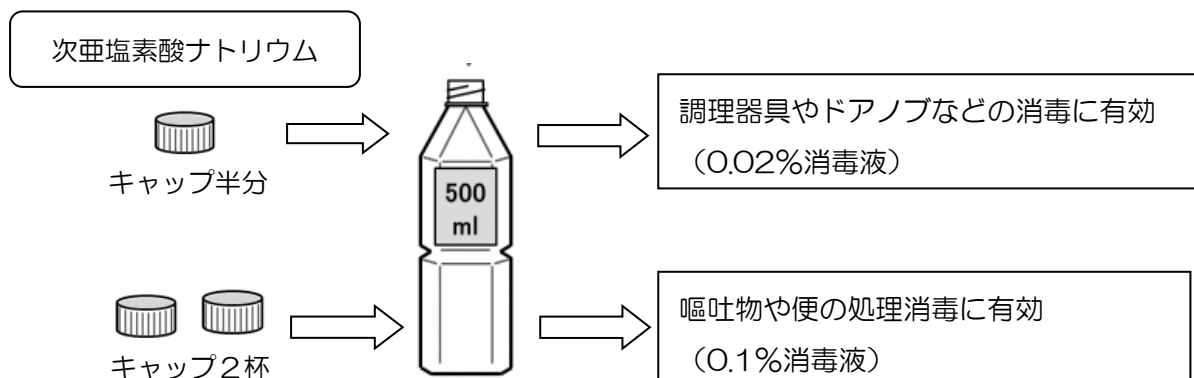 次亜塩素酸ナトリウム
キャップ半分
500
ml
調理器具やドアノブなどの消毒に有効
（0.02％消毒液）
キャップ２杯
嘔吐物や便の処理消毒に有効
（0.1％消毒液）